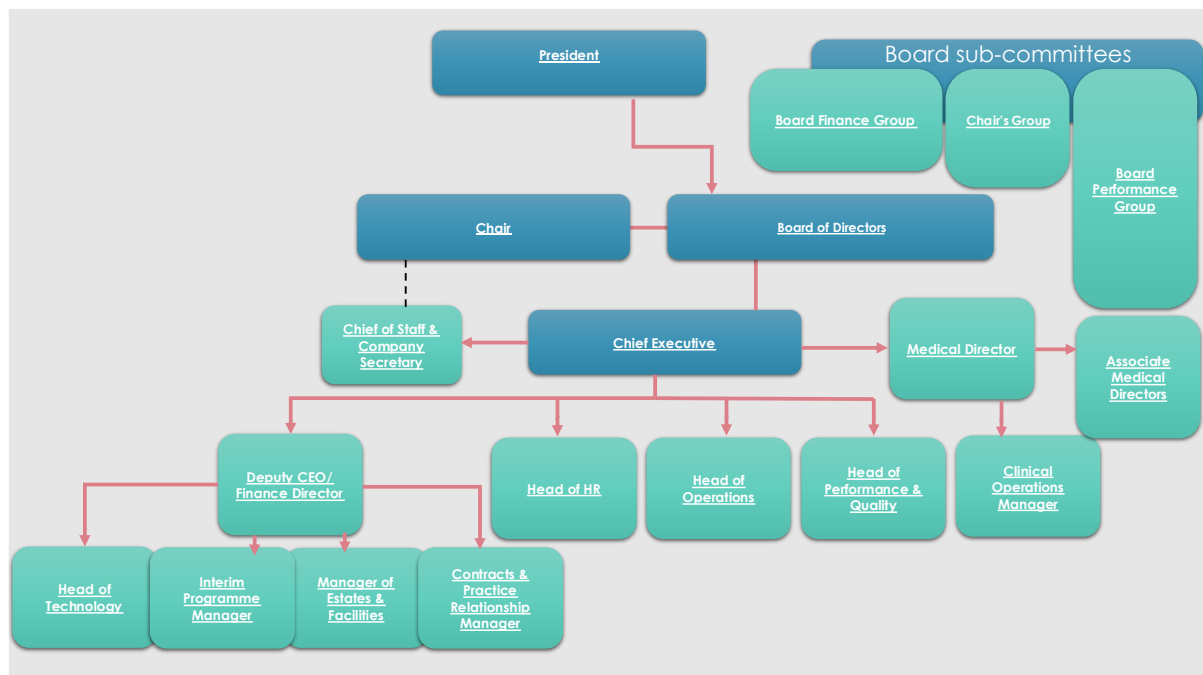 President
Board sub-committees
Board Finance Group
Chair's Group
Board
Performance
Group
Chair
Board of Directors
Chief of Staff &
Company
Secretary
Chief Executive
Medical Director
Associate
Medical
Directors
Deputy CEO/
Finance Director
Head of HR
Head of
Operations
Head of
Performance &
Quality
Clinical
Operations
Manager
Head of
Technology
Interim
Programme
Manager
Manager of
Estates &
Facilities
Contracts &
Practice
Relationship
Manager